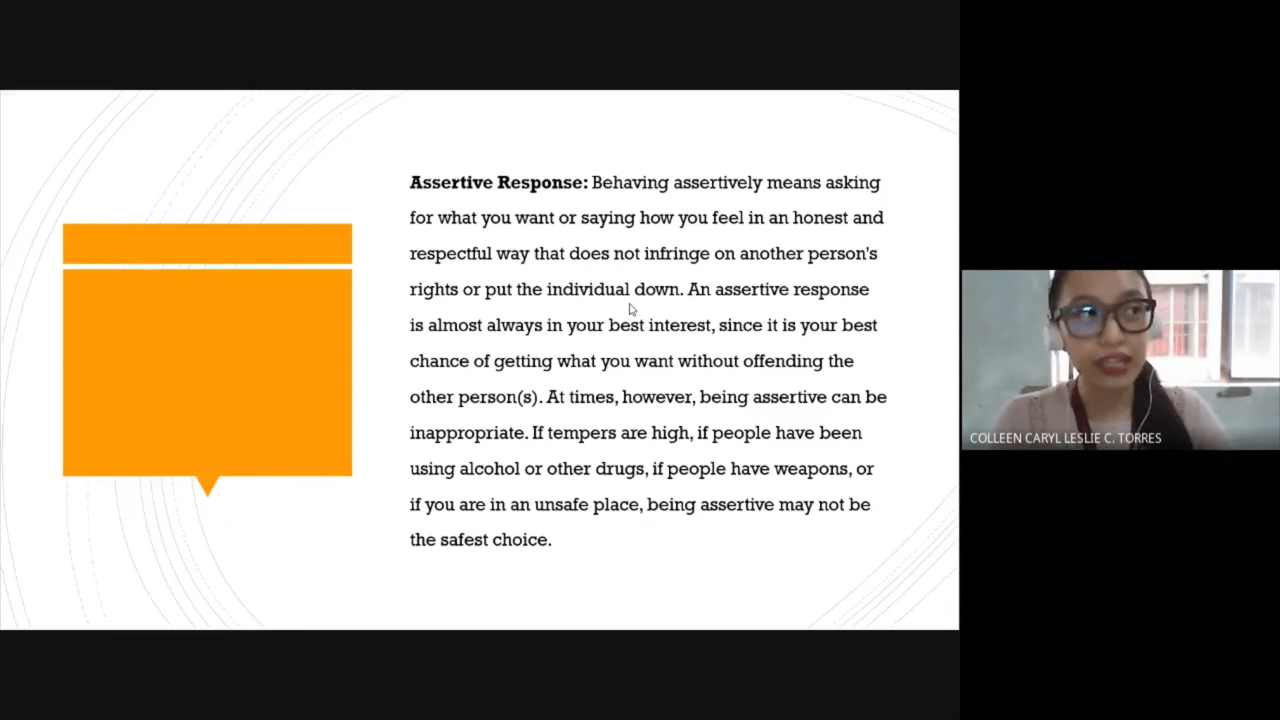 Assertive Response: Behaving assertively means asking
for what you want or saying how you feel in an honest and
respectful way that does not infringe on another person's
rights or put the individual down. An assertive response
is almost always in your best interest, since it is your best
chance of getting what you want without offending the
other person(s). At times, however, being assertive can be
inappropriate. If tempers are high, if people have been
using alcohol or other drugs, if people have weapons, or
if you are in an unsafe place, being assertive may not be
the safest choice.
COLLEEN CARYL LESLIE C. TORRES